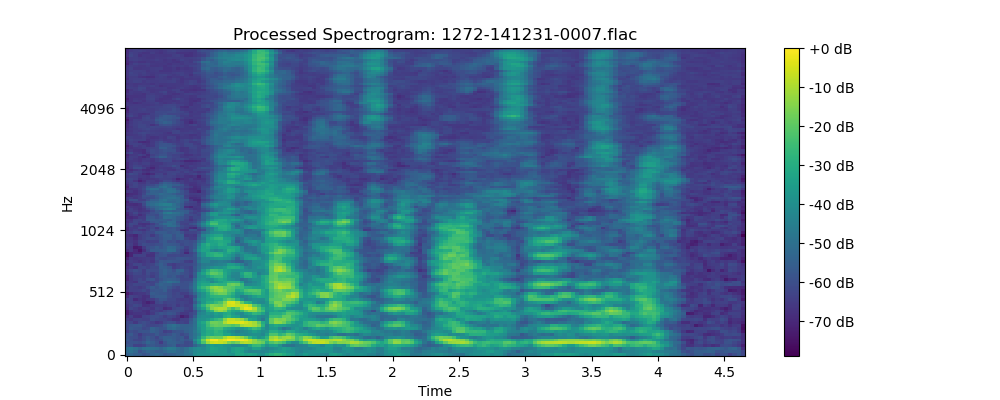 Processed Spectrogram: 1272-141231-0007.flac
Hz
4096
2048
1024
512
0
0 0.5 1 1.5 2 2.5 3 3.5 4 4.5
Time
+0 dB
-10 dB
-20 dB
-30 dB
-40 dB
-50 dB
-60 dB
-70 dB